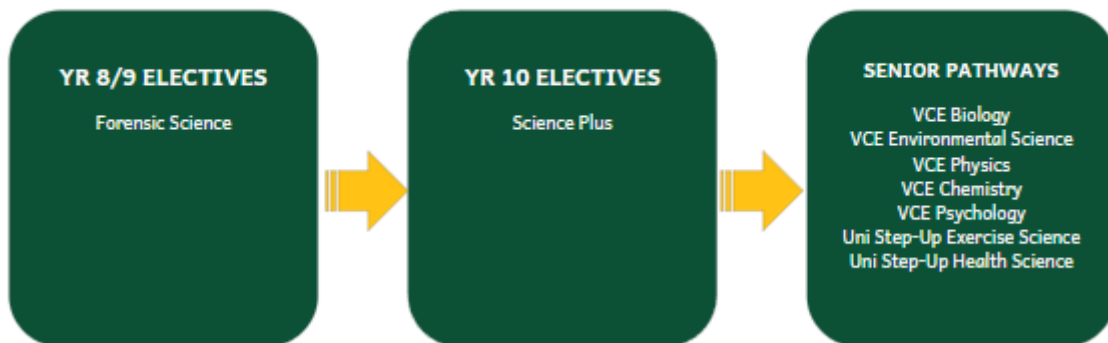 YR 8/9 ELECTIVES
Forensic Science
YR 10 ELECTIVES
Science Plus
SENIOR PATHWAYS
VCE Biology
VCE Environmental Science
VCE Physics
VCE Chemistry
VCE Psychology
Uni Step-Up Exercise Science
Uni Step-Up Health Science